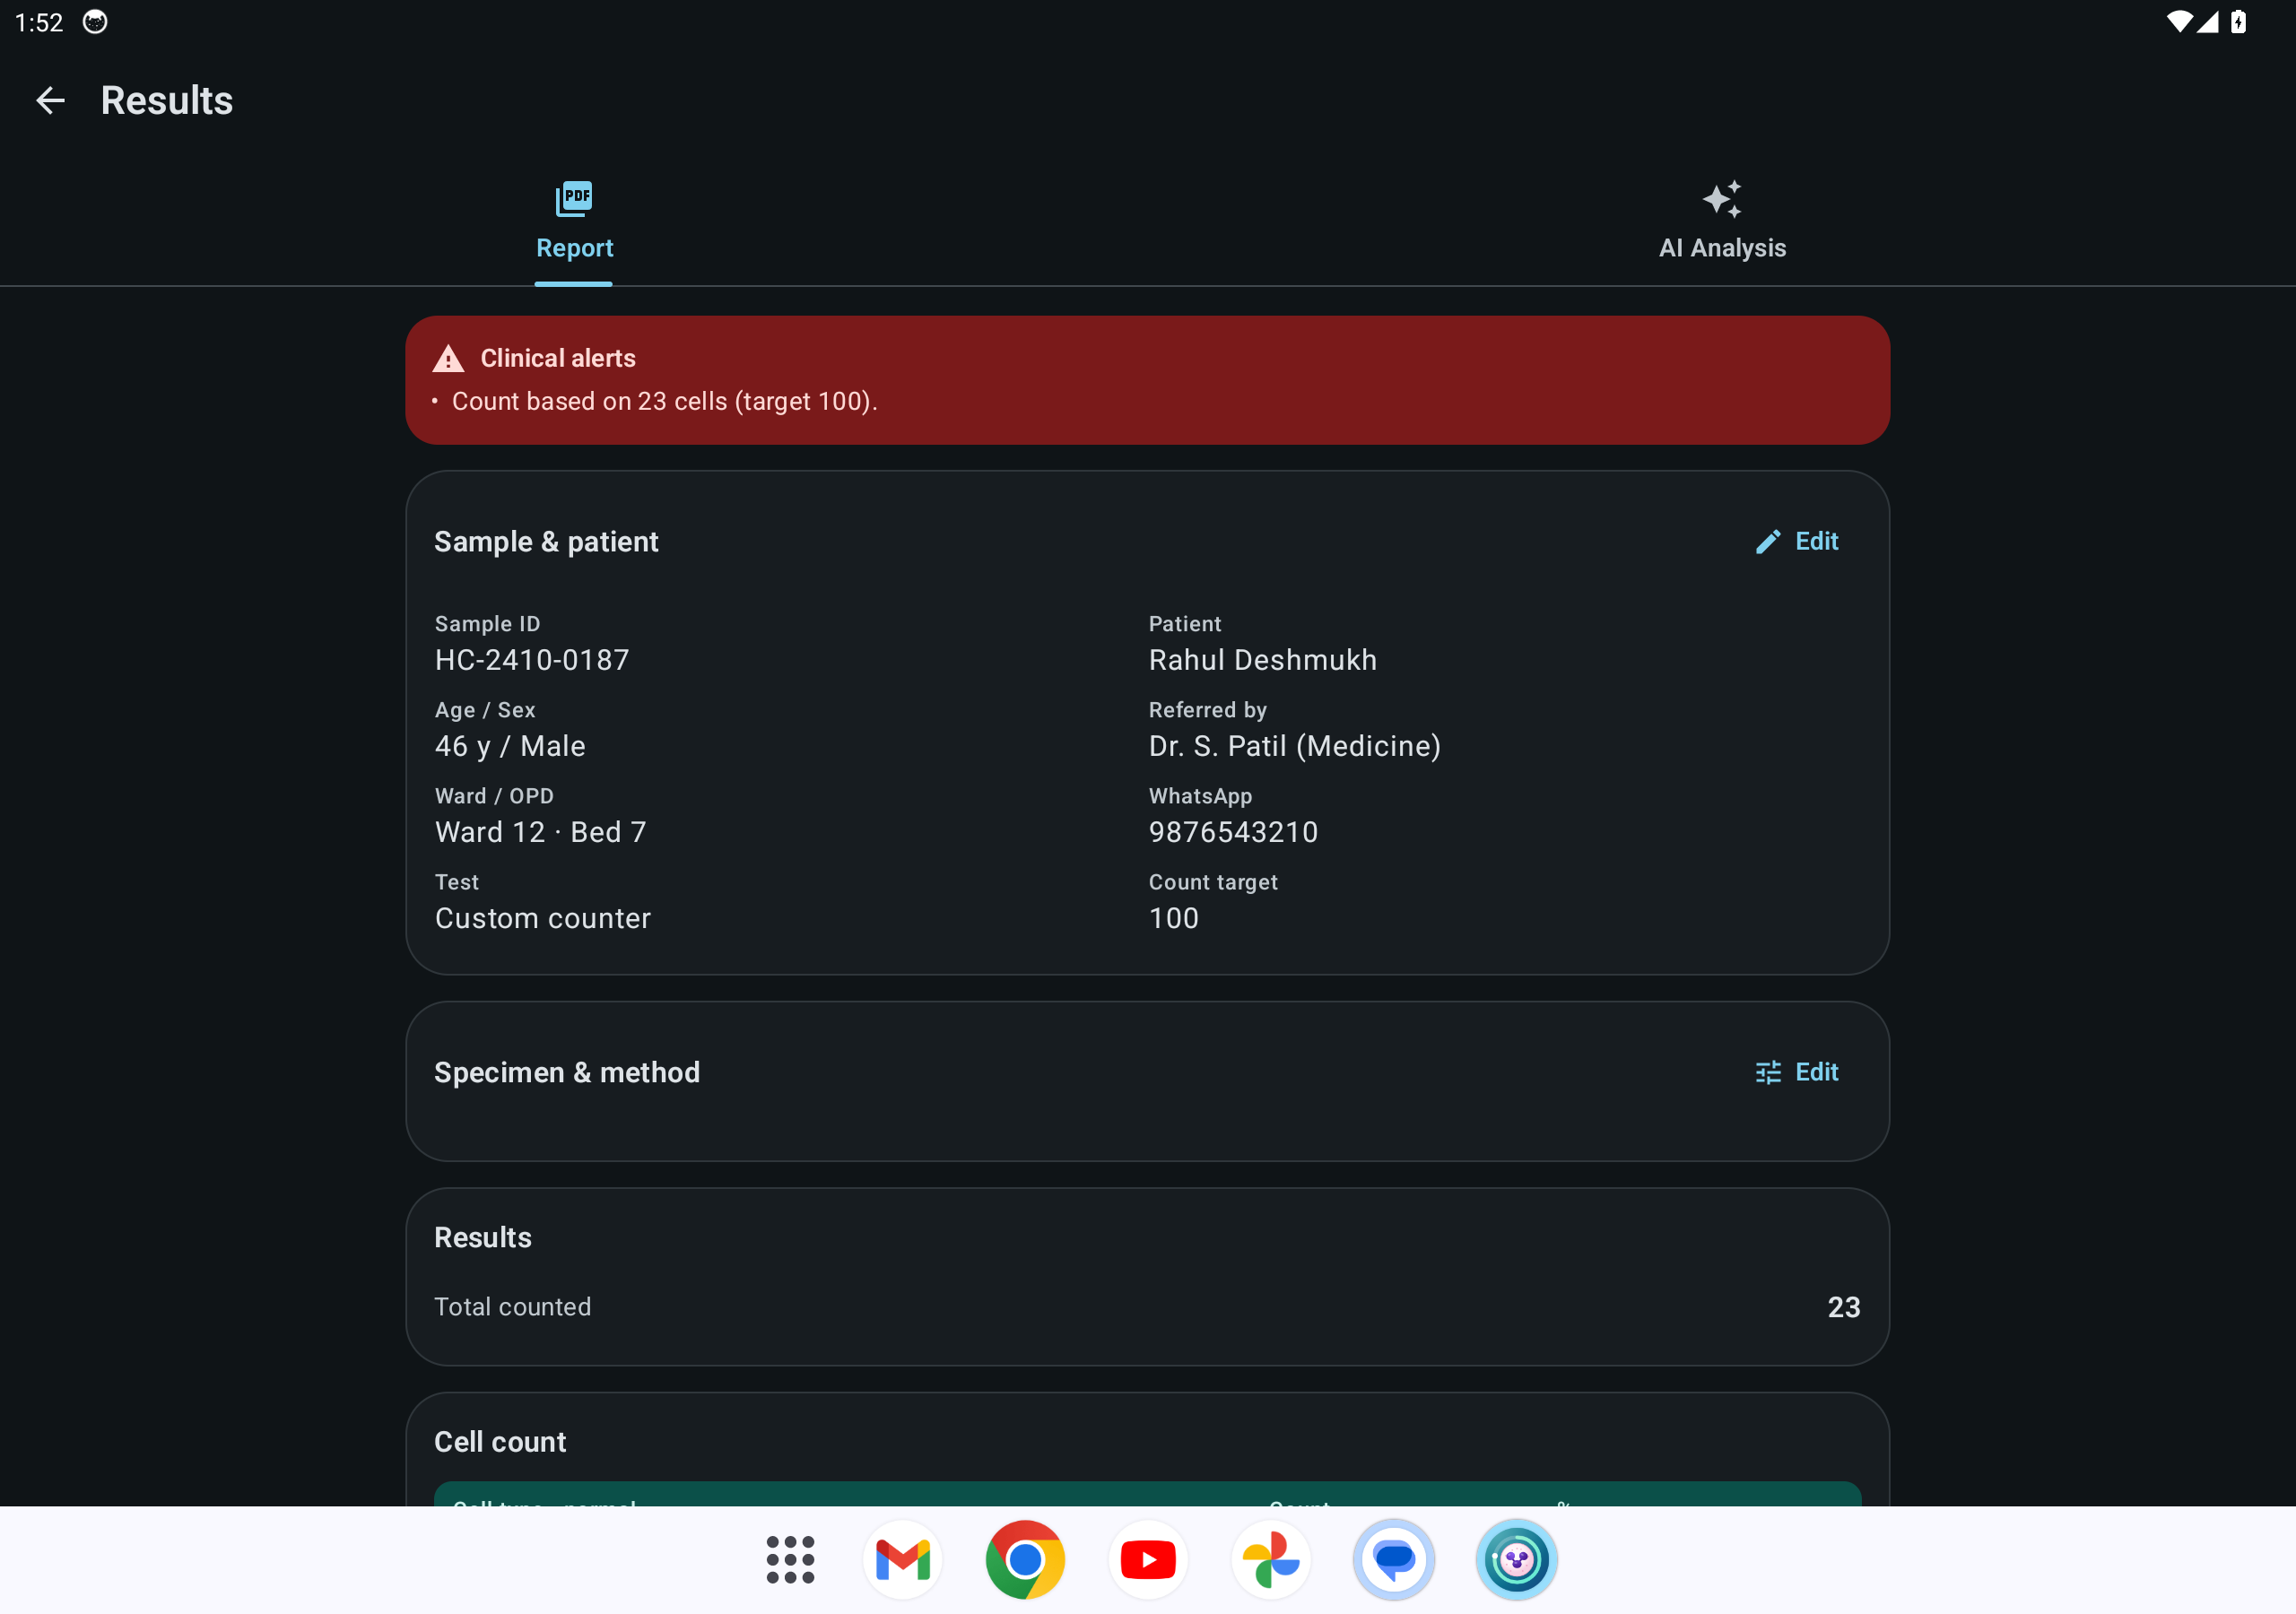 1:52
Results
PDF
Report
AI Analysis
Clinical alerts
• Count based on 23 cells (target 100).
Sample & patient
Edit
Sample ID
HC-2410-0187
Patient
Rahul Deshmukh
Age / Sex
46 y / Male
Referred by
Dr. S. Patil (Medicine)
Ward / OPD
Ward 12 · Bed 7
WhatsApp
9876543210
Test
Custom counter
Count target
100
Specimen & method
Edit
Results
Total counted
23
Cell count
Count
%